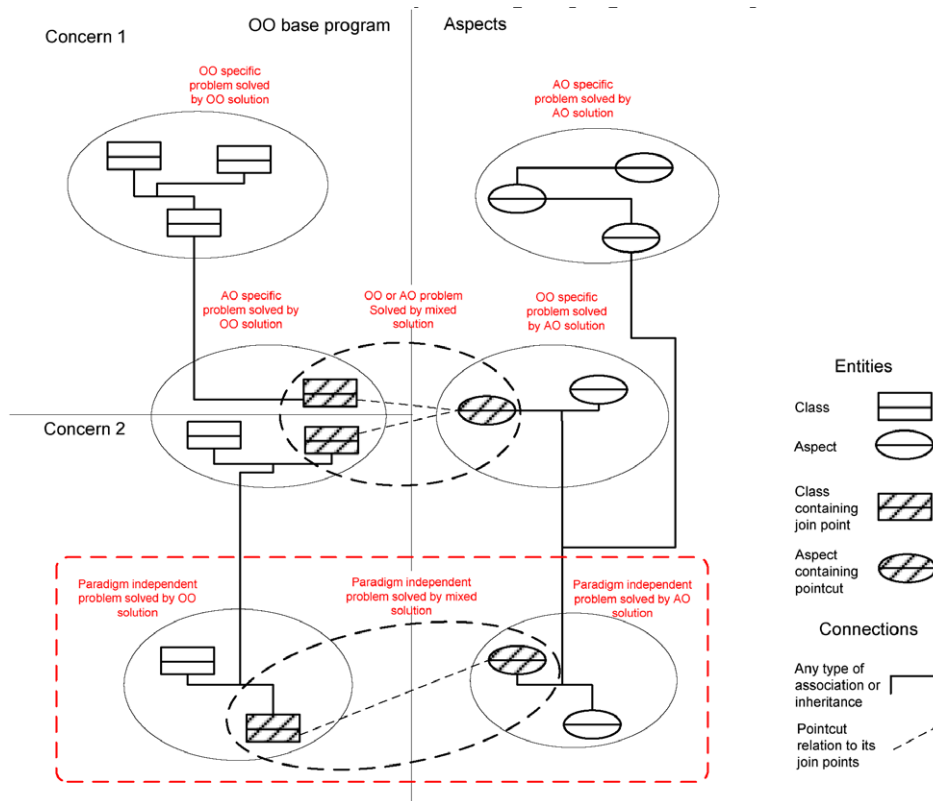 Concern 1
OO base program
Aspects
OO specific
problem solved
by OO solution
AO specific
problem solved by
AO solution
AO specific
problem solved by
OO solution
OO or AO problem
Solved by mixed
solution
OO specific
problem solved
by AO solution
Concern 2
Paradigm independent
problem solved by OO
solution
Paradigm independent
problem solved by mixed
solution
Paradigm independent
problem solved by AO
solution
Entities
Class
Aspect
Class
containing
join point
Aspect
containing
pointcut
Connections
Any type of
association or
inheritance
Pointcut
relation to its
join points